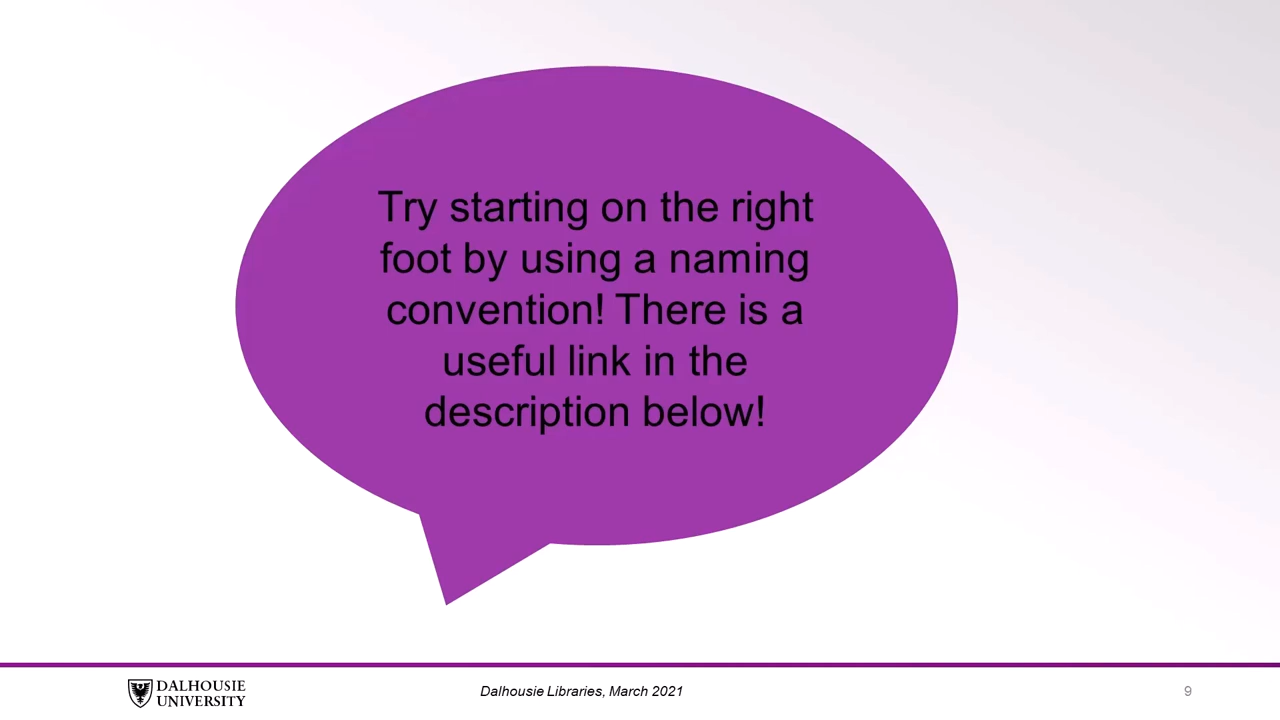 Try starting on the right
foot by using a naming
convention! There is a
useful link in the
description below!
DALHOUSIE
UNIVERSITY
Dalhousie Libraries, March 2021
9